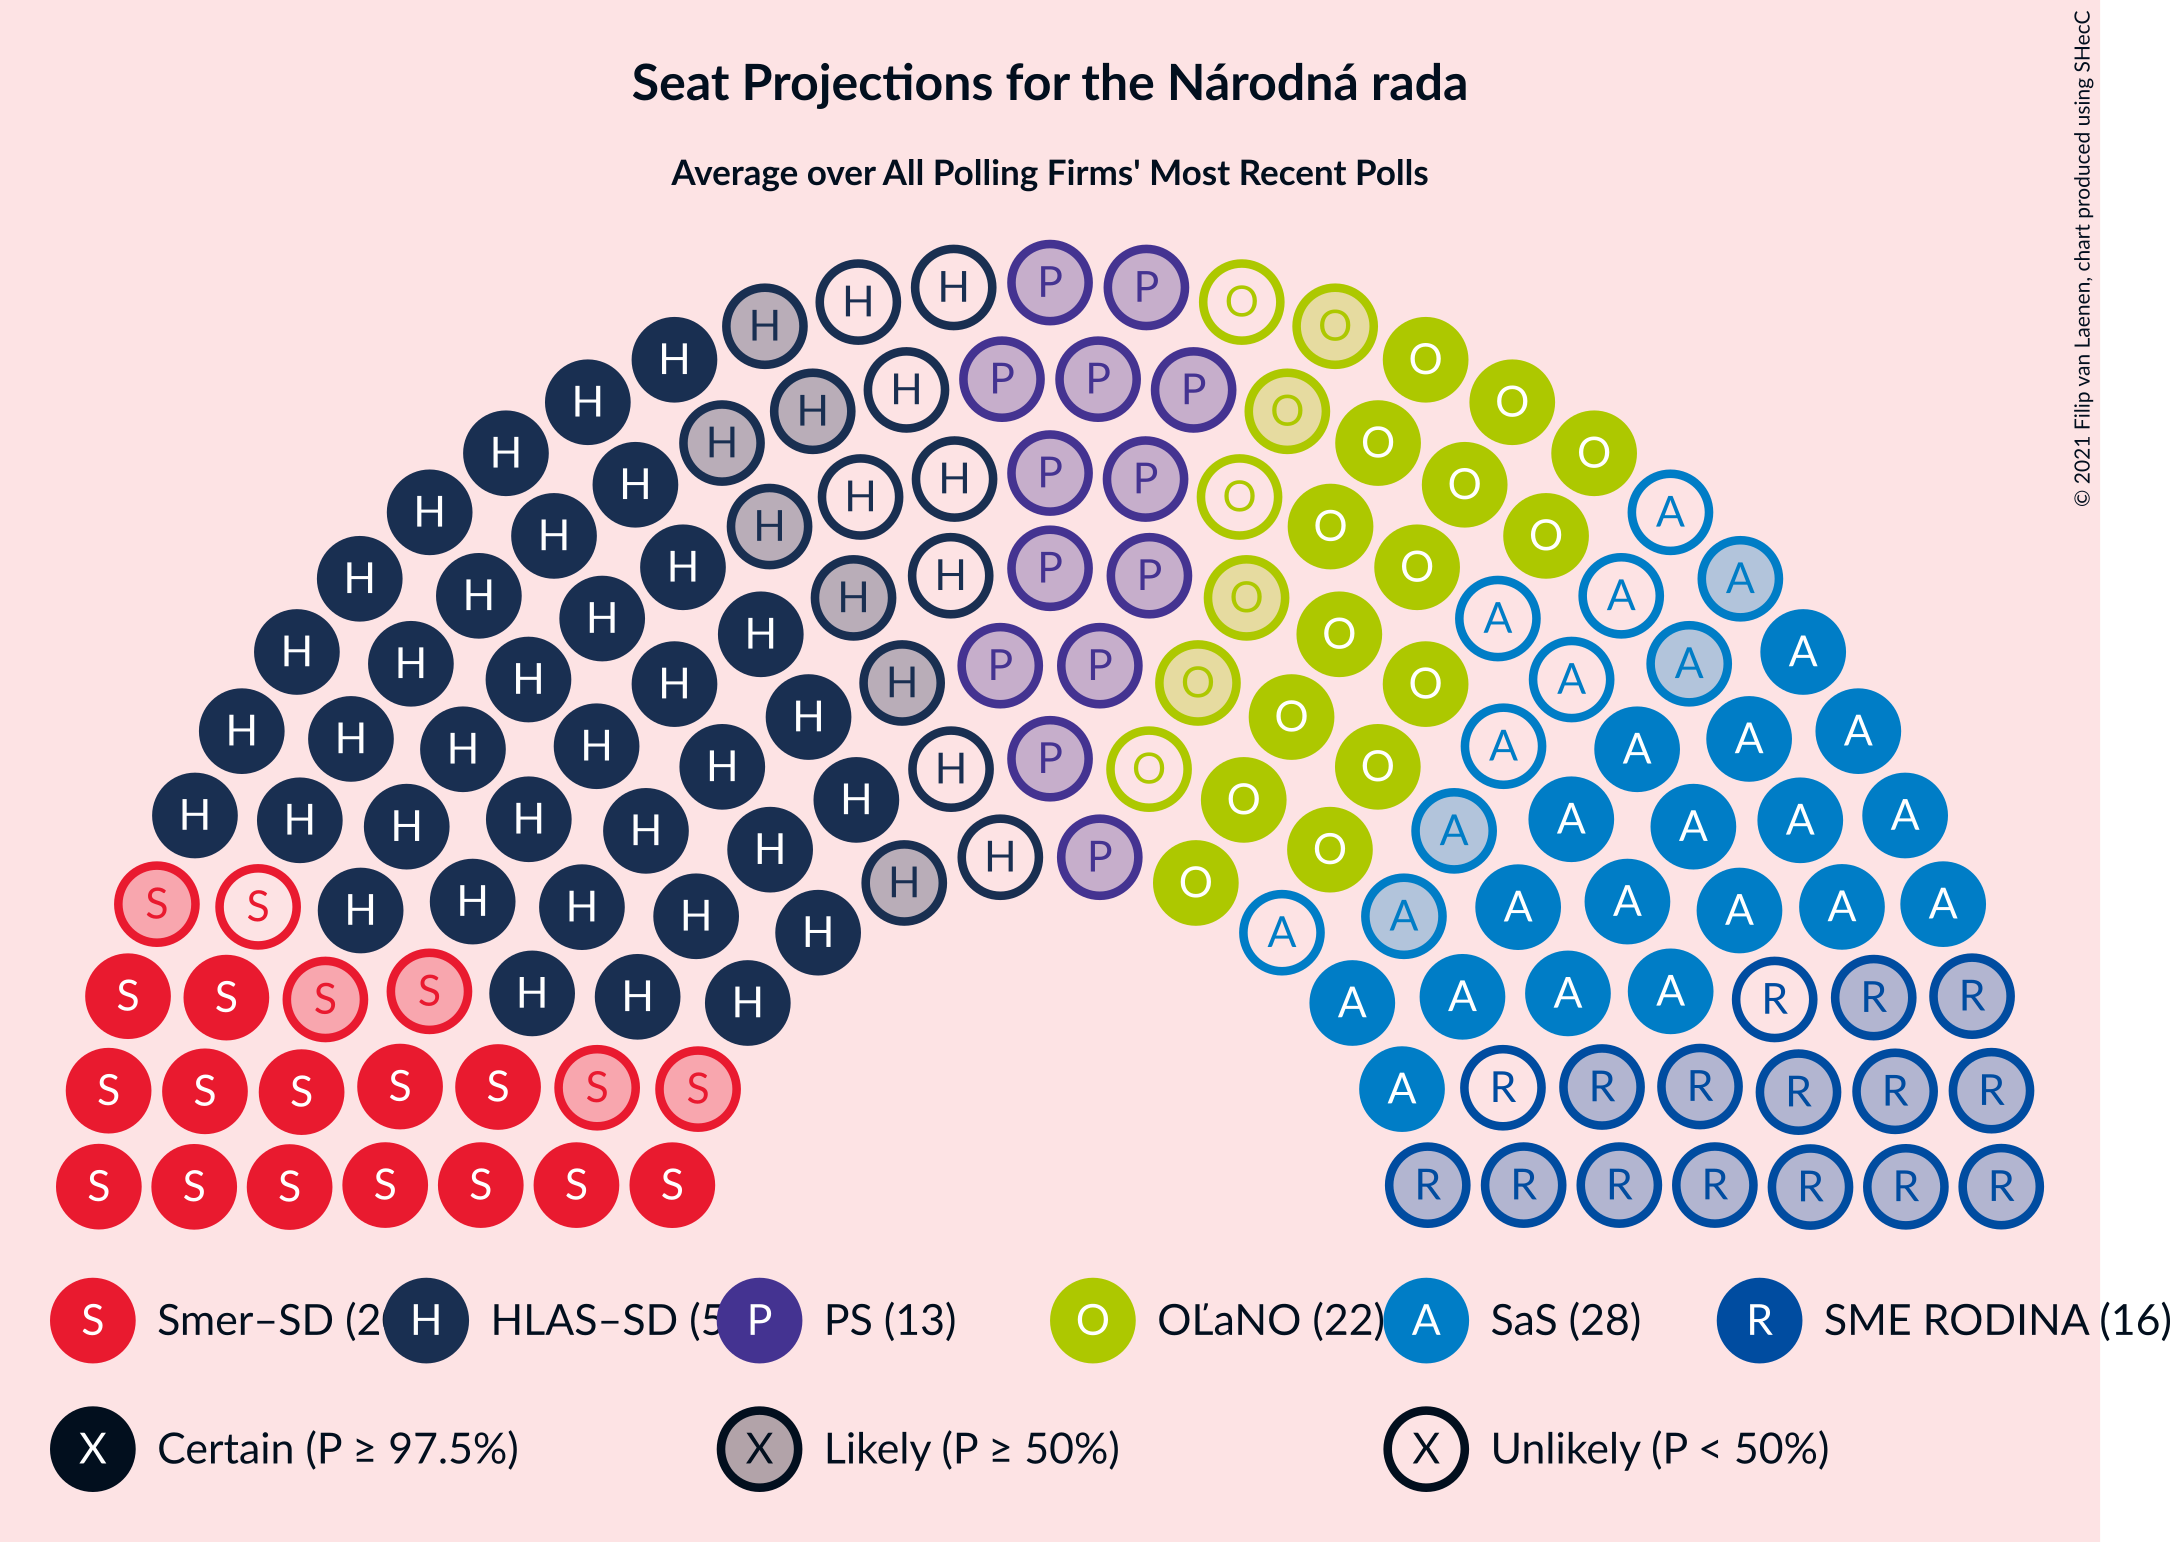 Seat Projections for the Národná rada
Average over All Polling Firms' Most Recent Polls
© 2021 Filip van Laenen, chart produced using SHecC
H H H P P O O
H H H P P P O O
H H H H P P O O O
H H H H P P O O O A
H H H H H P P O O O A A
H H H H H P P O O O A A A
H H H H H H P O O O A A A A
H H H H H H H P O O O A A A A A
S S H H H H H H H P O O A A A A A A A
S S S S H H H A A A A R R R
S S S S S S S A R R R R R R
S S S S S S S R R R R R R R
S Smer–SD (2 H HLAS–SD (5 P PS (13) O OĽaNO (22) A SaS (28) R SME RODINA (16)
X Certain (P ≥ 97.5%) X Likely (P ≥ 50%) X Unlikely (P < 50%)